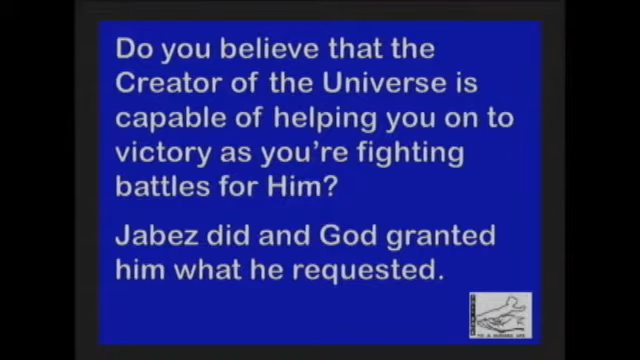 Do you believe that the
Creator of the Universe is
capable of helping you on to
victory as you're fighting
battles for Him?
Jabez did and God granted
him what he requested.